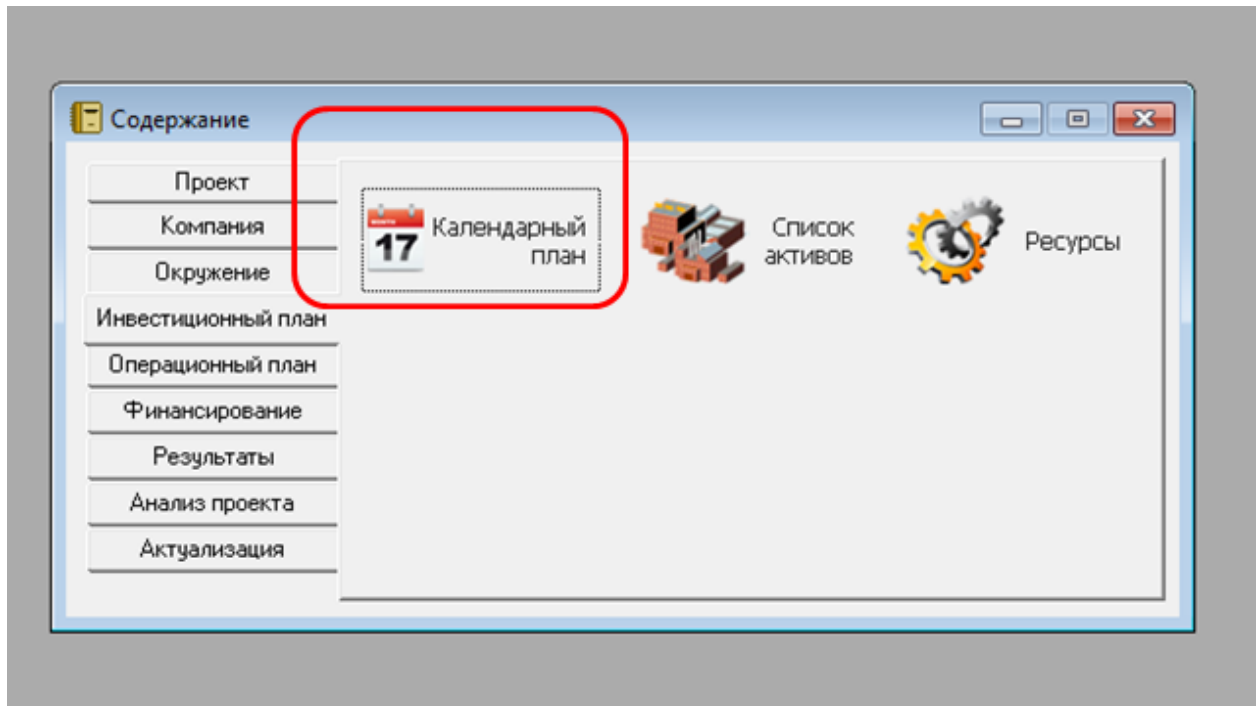 Содержание
Проект
Компания
Окружение
Инвестиционный план
Операционный план
Финансирование
Результаты
Анализ проекта
Актуализация
17
Календарный
план
Список
активов
Ресурсы